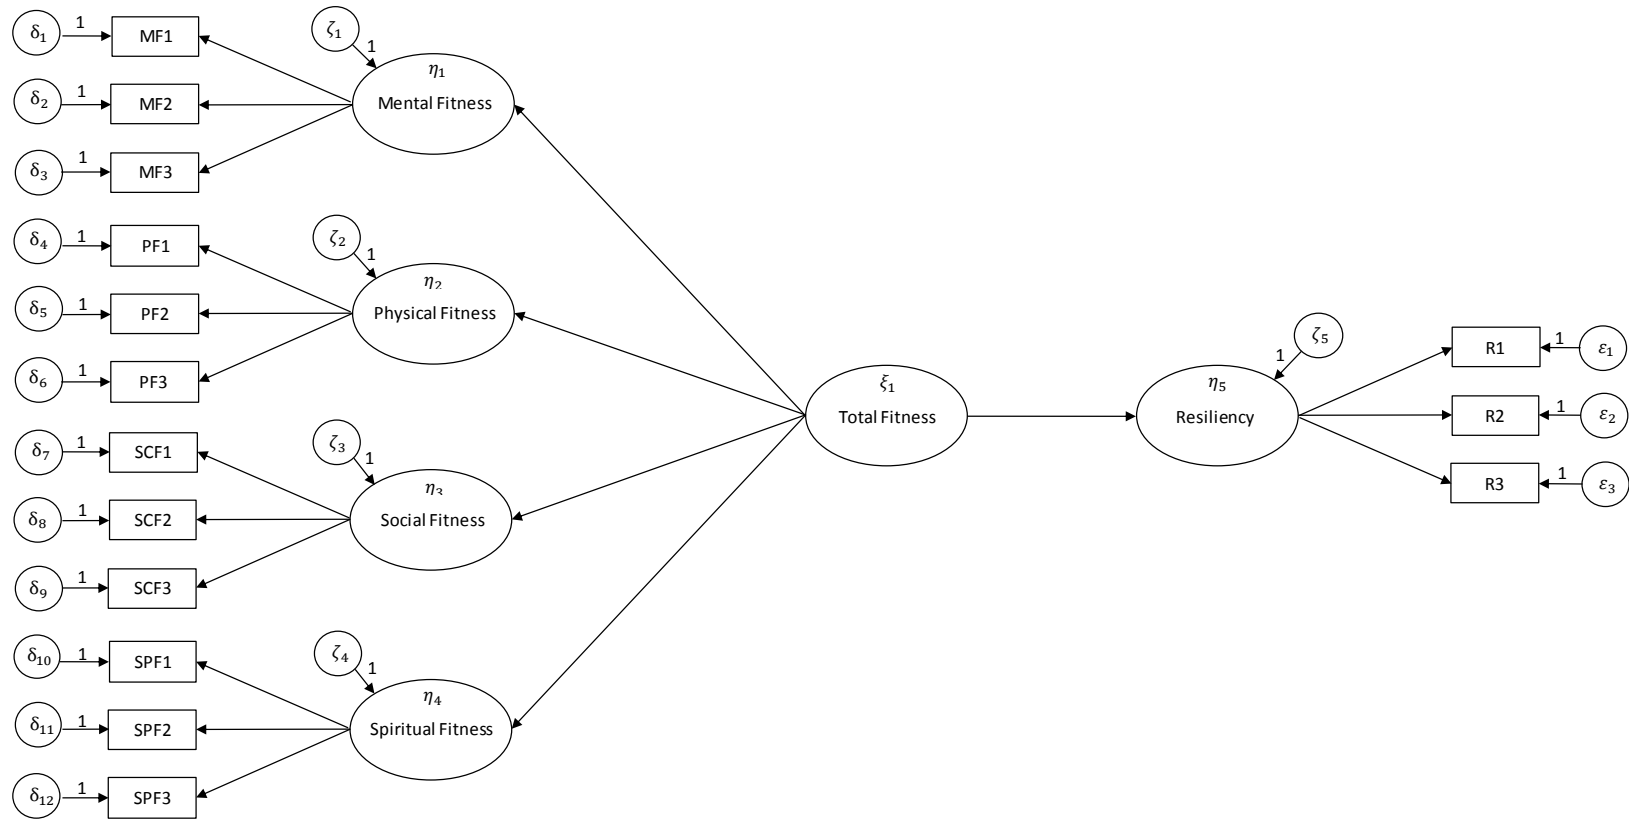 δ₁ 1 MF1
ζ₁ 1
η₁
Mental Fitness
δ₂ 1 MF2
δ₃ 1 MF3
δ₄ 1 PF1
ζ₂ 1
η₂
Physical Fitness
δ₅ 1 PF2
δ₆ 1 PF3
ξ₁
Total Fitness
ζ₅ 1
η₅
Resiliency
R1 1 ε₁
R2 1 ε₂
R3 1 ε₃
δ₇ 1 SCF1
ζ₃ 1
η₃
Social Fitness
δ₈ 1 SCF2
δ₉ 1 SCF3
δ₁₀ 1 SPF1
ζ₄ 1
η₄
Spiritual Fitness
δ₁₁ 1 SPF2
δ₁₂ 1 SPF3